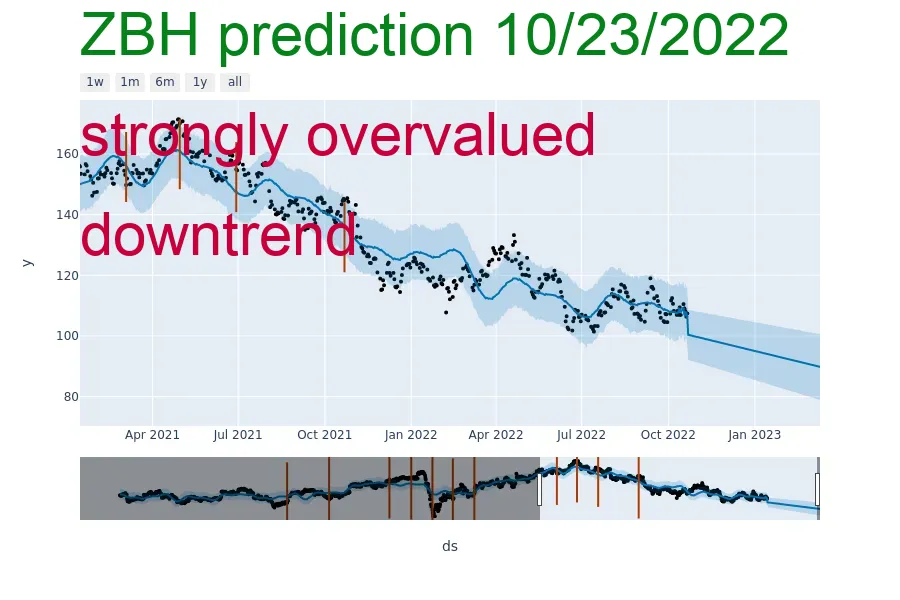 ZBH prediction 10/23/2022
1w 1m 6m 1y all
strongly overvalued
160
140
downtrend
y
120
100
80
Apr 2021 Jul 2021 Oct 2021 Jan 2022 Apr 2022 Jul 2022 Oct 2022 Jan 2023
ds